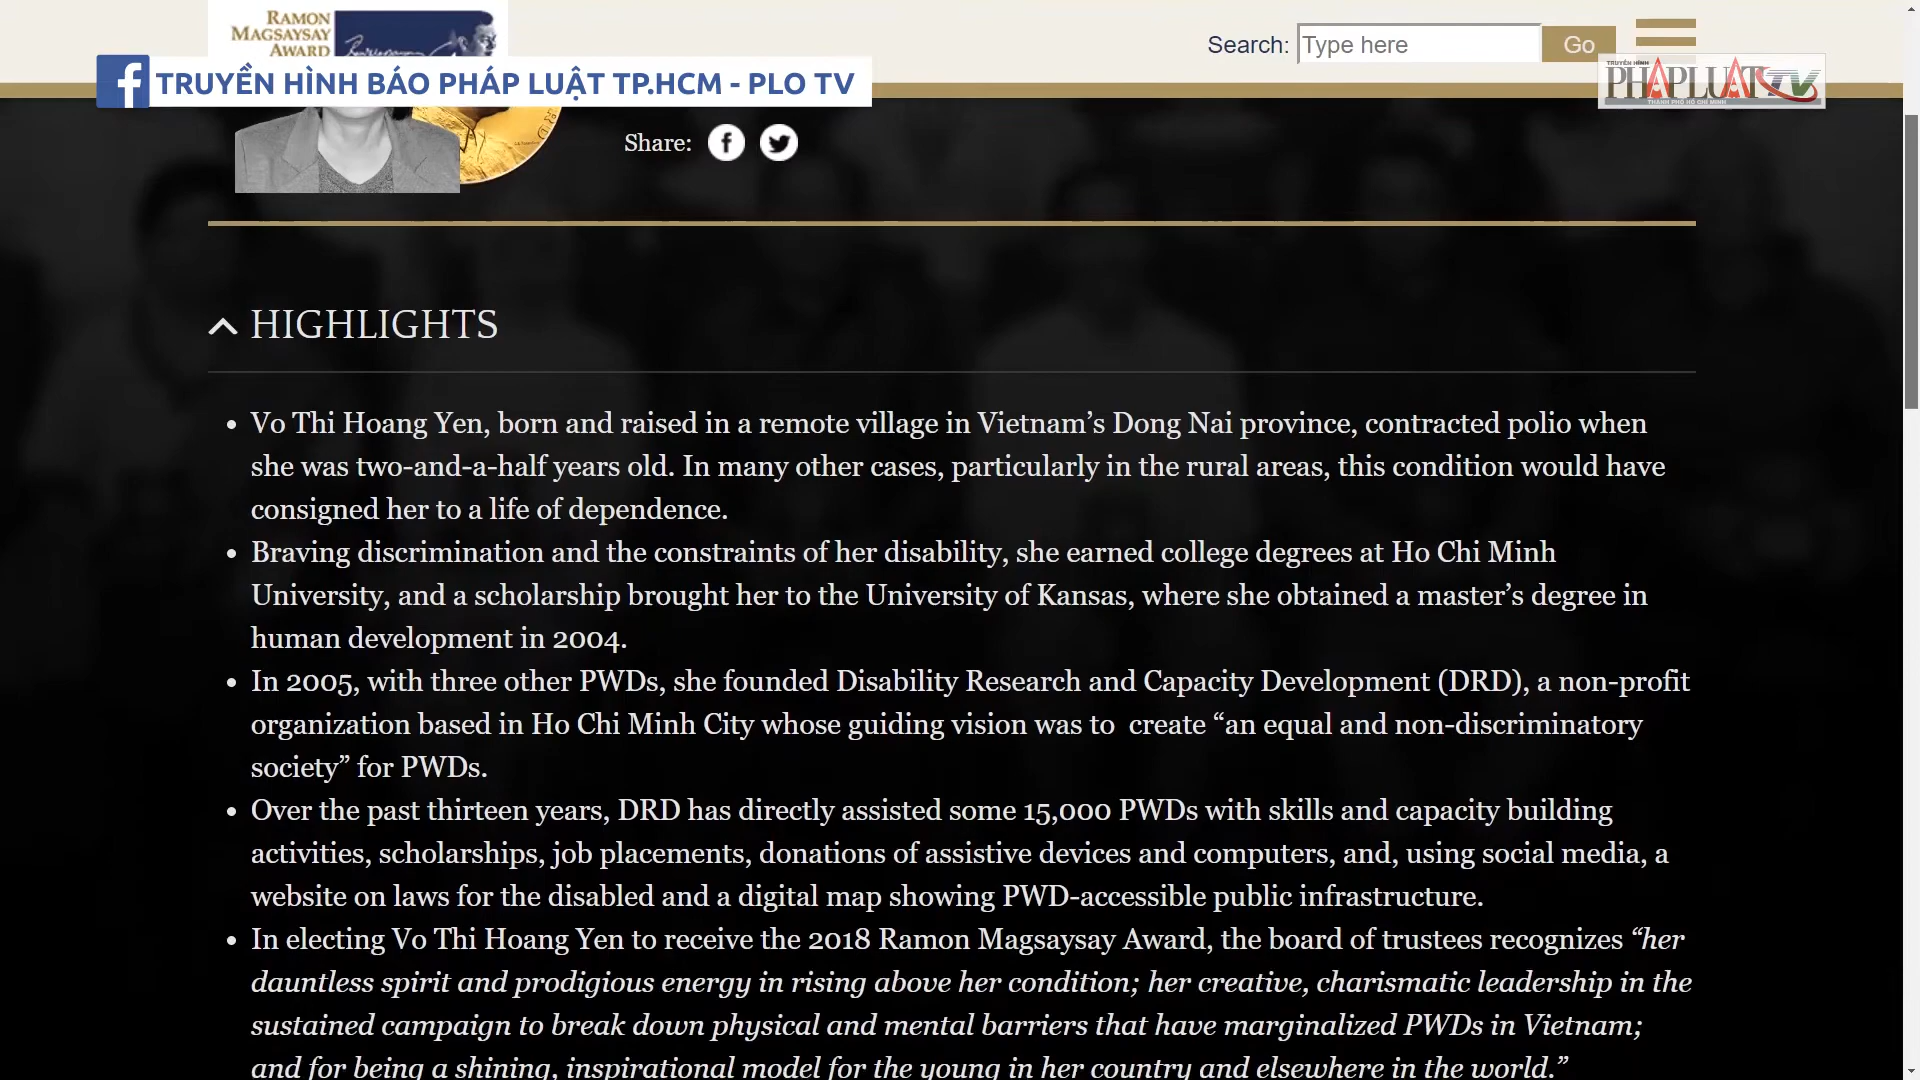 RAMON
MAGSAYSAY
AWARD
Search:
Type here
Go
TRUYỀN HÌNH BÁO PHÁP LUẬT TP.HCM - PLO TV
TRUYỀN HÌNH
PHÁPLUẬT TV
THÀNH PHỐ HỒ CHÍ MINH
Share:
HIGHLIGHTS
• Vo Thi Hoang Yen, born and raised in a remote village in Vietnam’s Dong Nai province, contracted polio when
she was two-and-a-half years old. In many other cases, particularly in the rural areas, this condition would have
consigned her to a life of dependence.
• Braving discrimination and the constraints of her disability, she earned college degrees at Ho Chi Minh
University, and a scholarship brought her to the University of Kansas, where she obtained a master’s degree in
human development in 2004.
• In 2005, with three other PWDs, she founded Disability Research and Capacity Development (DRD), a non-profit
organization based in Ho Chi Minh City whose guiding vision was to  create “an equal and non-discriminatory
society” for PWDs.
• Over the past thirteen years, DRD has directly assisted some 15,000 PWDs with skills and capacity building
activities, scholarships, job placements, donations of assistive devices and computers, and, using social media, a
website on laws for the disabled and a digital map showing PWD-accessible public infrastructure.
• In electing Vo Thi Hoang Yen to receive the 2018 Ramon Magsaysay Award, the board of trustees recognizes “her
dauntless spirit and prodigious energy in rising above her condition; her creative, charismatic leadership in the
sustained campaign to break down physical and mental barriers that have marginalized PWDs in Vietnam;
and for being a shining, inspirational model for the young in her country and elsewhere in the world.”